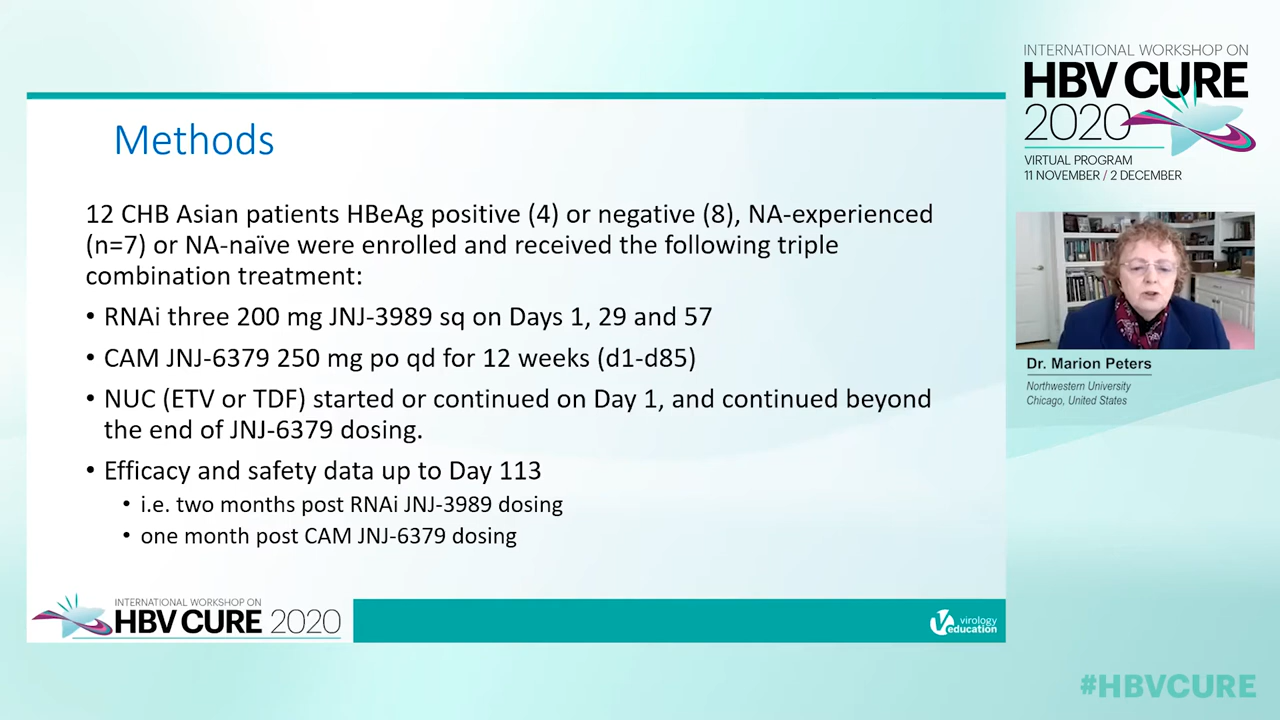 Methods
12 CHB Asian patients HBeAg positive (4) or negative (8), NA-experienced
(n=7) or NA-naïve were enrolled and received the following triple
combination treatment:
• RNAi three 200 mg JNJ-3989 sq on Days 1, 29 and 57
• CAM JNJ-6379 250 mg po qd for 12 weeks (d1-d85)
• NUC (ETV or TDF) started or continued on Day 1, and continued beyond
the end of JNJ-6379 dosing.
• Efficacy and safety data up to Day 113
• i.e. two months post RNAi JNJ-3989 dosing
• one month post CAM JNJ-6379 dosing
INTERNATIONAL WORKSHOP ON
HBV CURE 2020
virology
education
INTERNATIONAL WORKSHOP ON
HBV CURE
2020
VIRTUAL PROGRAM
11 NOVEMBER / 2 DECEMBER
Dr. Marion Peters
Northwestern University
Chicago, United States
#HBVCURE